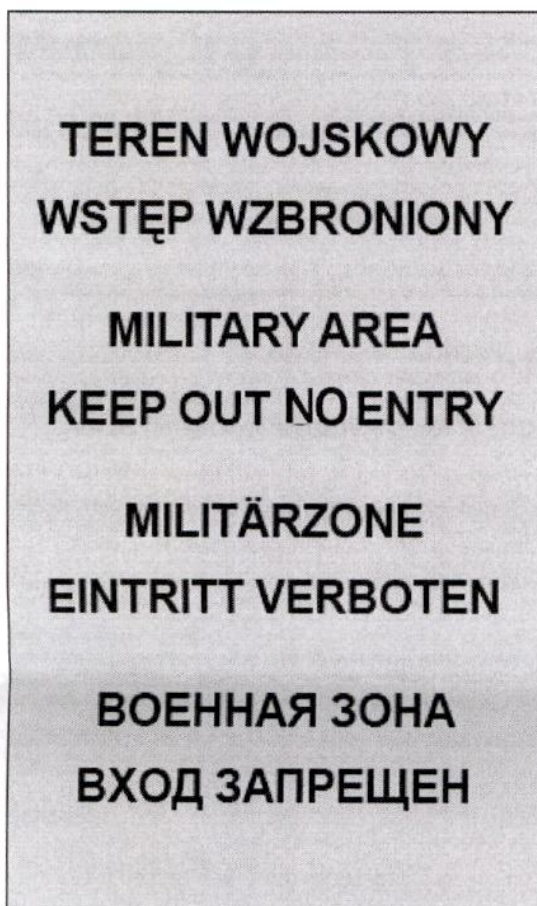 TEREN WOJSKOWY
WSTĘP WZBRONIONY
MILITARY AREA
KEEP OUT NO ENTRY
MILITÄRZONE
EINTRITT VERBOTEN
ВОЕННАЯ ЗОНА
ВХОД ЗАПРЕЩЕН